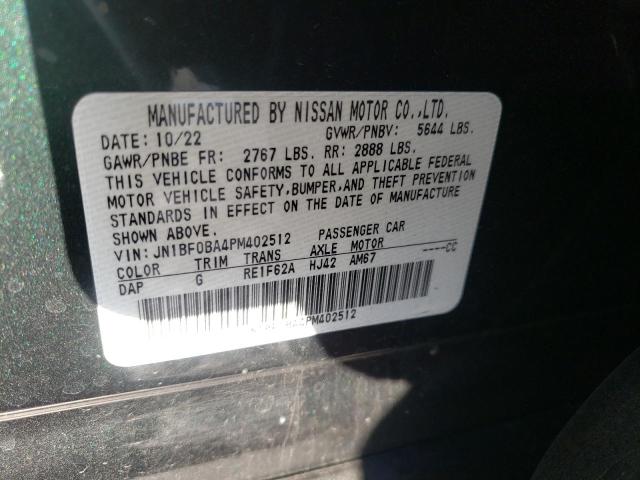 MANUFACTURED BY NISSAN MOTOR CO.,LTD.
DATE: 10/22 GVWR/PNBV: 5644 LBS.
GAWR/PNBE FR: 2767 LBS. RR: 2888 LBS.
THIS VEHICLE CONFORMS TO ALL APPLICABLE FEDERAL
MOTOR VEHICLE SAFETY,BUMPER,AND THEFT PREVENTION
STANDARDS IN EFFECT ON THE DATE OF MANUFACTURE
SHOWN ABOVE.
VIN: JN1BF0BA4PM402512 PASSENGER CAR
COLOR TRIM TRANS AXLE MOTOR ----CC
DAP G RE1F62A HJ42 AM67
A4PM402512